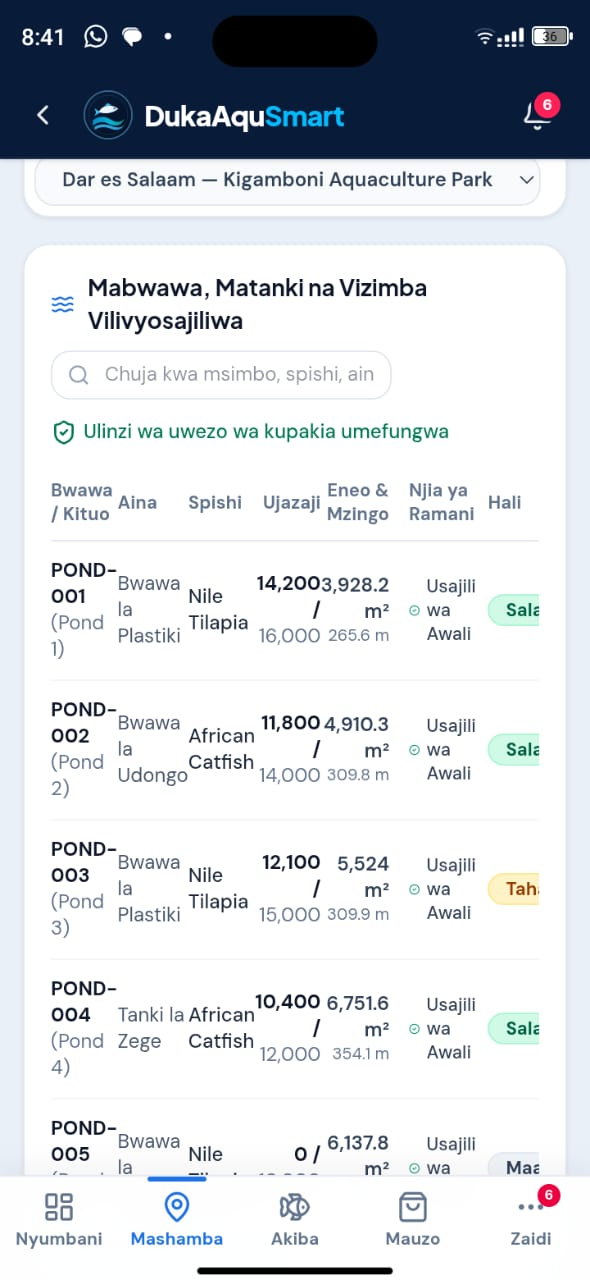 8:41
36
DukaAquSmart
6
Dar es Salaam — Kigamboni Aquaculture Park
Mabwawa, Matanki na Vizimba
Vilivyosajiliwa
Chuja kwa msimbo, spishi, ain
Ulinzi wa uwezo wa kupakia umefungwa
Bwawa / Kituo
Aina
Spishi
Ujazaji
Eneo & Mzingo
Njia ya Ramani
Hali
POND-001 (Pond 1)
Bwawa la Plastiki
Nile Tilapia
14,200 / 16,000
3,928.2 m² 265.6 m
Usajili wa Awali
Sala
POND-002 (Pond 2)
Bwawa la Udongo
African Catfish
11,800 / 14,000
4,910.3 m² 309.8 m
Usajili wa Awali
Sala
POND-003 (Pond 3)
Bwawa la Plastiki
Nile Tilapia
12,100 / 15,000
5,524 m² 309.9 m
Usajili wa Awali
Taha
POND-004 (Pond 4)
Tanki la Zege
African Catfish
10,400 / 12,000
6,751.6 m² 354.1 m
Usajili wa Awali
Sala
POND-005
Bwawa la
Nile
0 /
6,137.8 m²
Usajili wa
Maa
Nyumbani
Mashamba
Akiba
Mauzo
6
Zaidi